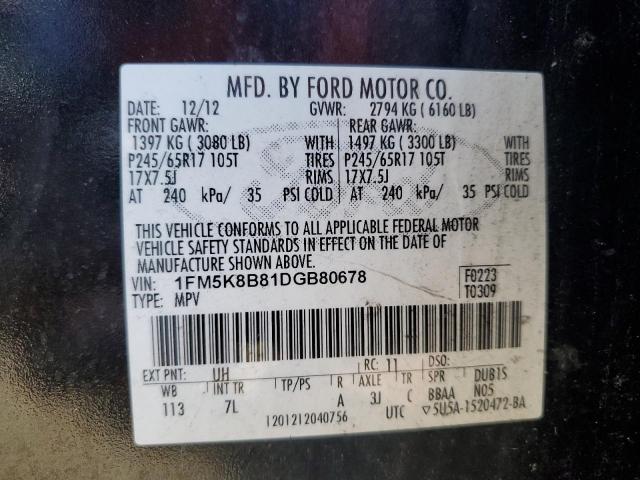 MFD. BY FORD MOTOR CO.
DATE: 12/12 GVWR: 2794 KG ( 6160 LB)
FRONT GAWR: REAR GAWR:
1397 KG ( 3080 LB) WITH 1497 KG ( 3300 LB) WITH
P245/65R17 105T TIRES P245/65R17 105T TIRES
17X7.5J RIMS 17X7.5J RIMS
AT 240 kPa/ 35 PSI COLD AT 240 kPa/ 35 PSI COLD
THIS VEHICLE CONFORMS TO ALL APPLICABLE FEDERAL MOTOR
VEHICLE SAFETY STANDARDS IN EFFECT ON THE DATE OF
MANUFACTURE SHOWN ABOVE.
VIN: 1FM5K8B81DGB80678 F0223
TYPE: MPV T0309
EXT PNT: UH RC: 11 DSO:
WB INT TR TP/PS R AXLE TR SPR DUB1S
113 7L A 3J C BBAA NO5
1201212040756 UTC ▽5U5A-1520472-BA